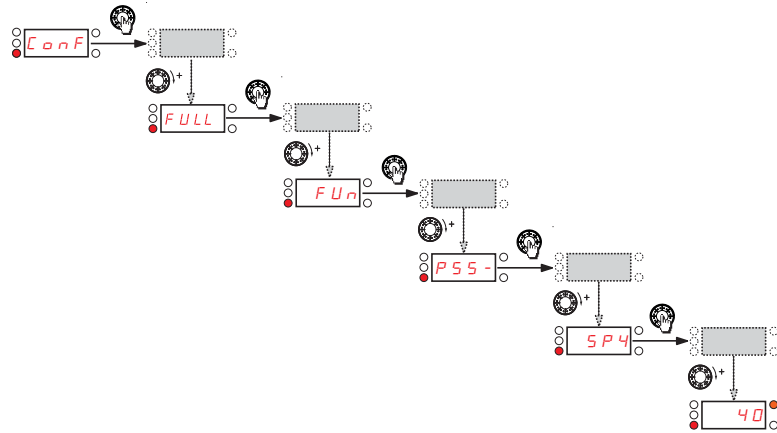 ConF
+
FULL
+
FUn
+
PSS-
+
SP4
+
40